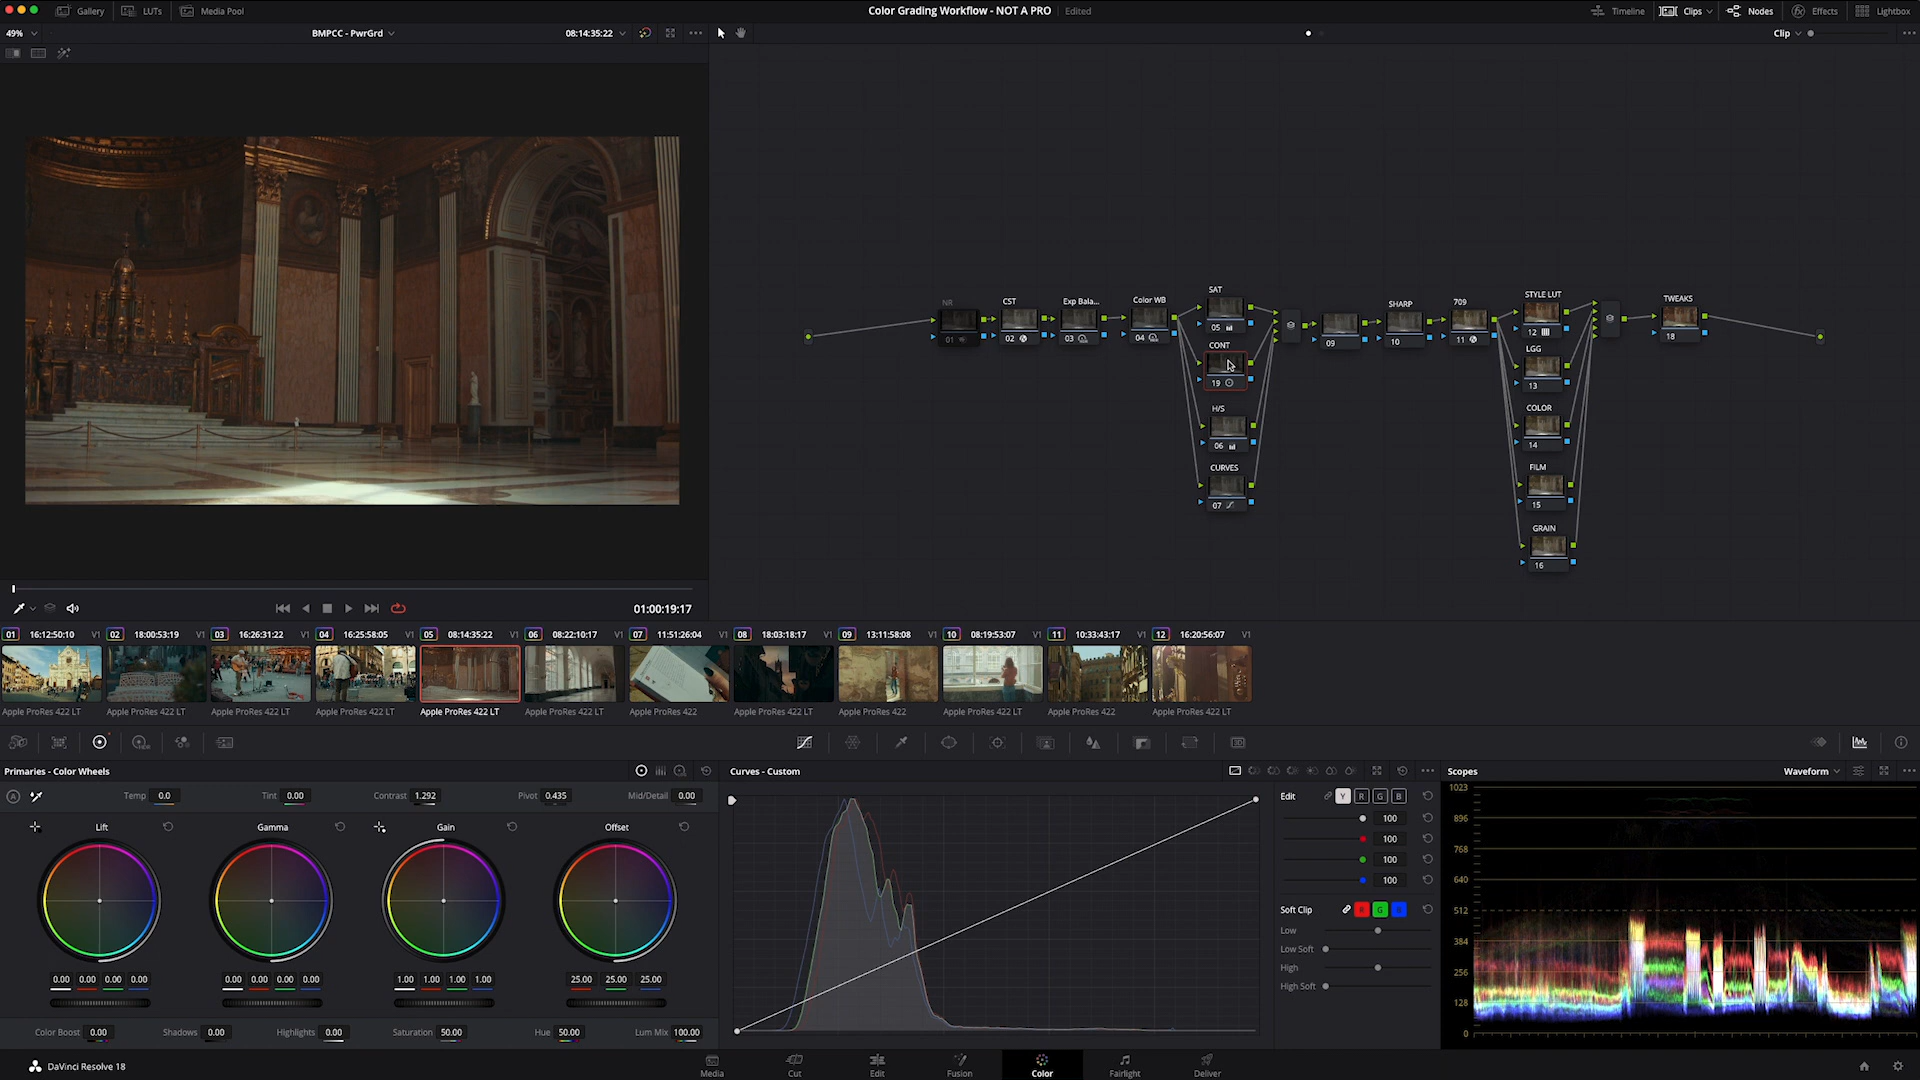 Gallery LUTs Media Pool Color Grading Workflow - NOT A PRO Edited Timeline Clips Nodes Effects Lightbox
49% BMPCC - PwrGrd 08:14:35:22 Clip
NR CST Exp Bala... Color WB SAT SHARP 709 STYLE LUT TWEAKS
01 02 03 04 05 09 10 11 12 18
CONT LGG
19 13
H/S COLOR
06 14
CURVES FILM
07 15
GRAIN
16
01:00:19:17
01 16:12:50:10 V1 02 18:00:53:19 V1 03 16:26:31:22 V1 04 16:25:58:05 V1 05 08:14:35:22 V1 06 08:22:10:17 V1 07 11:51:26:04 V1 08 18:03:18:17 V1 09 13:11:58:08 V1 10 08:19:53:07 V1 11 10:33:43:17 V1 12 16:20:56:07 V1
Apple ProRes 422 LT Apple ProRes 422 LT Apple ProRes 422 LT Apple ProRes 422 LT Apple ProRes 422 LT Apple ProRes 422 LT Apple ProRes 422 Apple ProRes 422 LT Apple ProRes 422 Apple ProRes 422 LT Apple ProRes 422 Apple ProRes 422 LT
Primaries - Color Wheels Curves - Custom Scopes Waveform
Temp 0.0 Tint 0.00 Contrast 1.292 Pivot 0.435 Mid/Detail 0.00
Lift Gamma Gain Offset
0.00 0.00 0.00 0.00 0.00 0.00 0.00 0.00 1.00 1.00 1.00 1.00 25.00 25.00 25.00
Color Boost 0.00 Shadows 0.00 Highlights 0.00 Saturation 50.00 Hue 50.00 Lum Mix 100.00
Edit Y R G B
100
100
100
100
Soft Clip G
Low
Low Soft
High
High Soft
1023
896
768
640
512
384
256
128
0
DaVinci Resolve 18 Media Cut Edit Fusion Color Fairlight Deliver